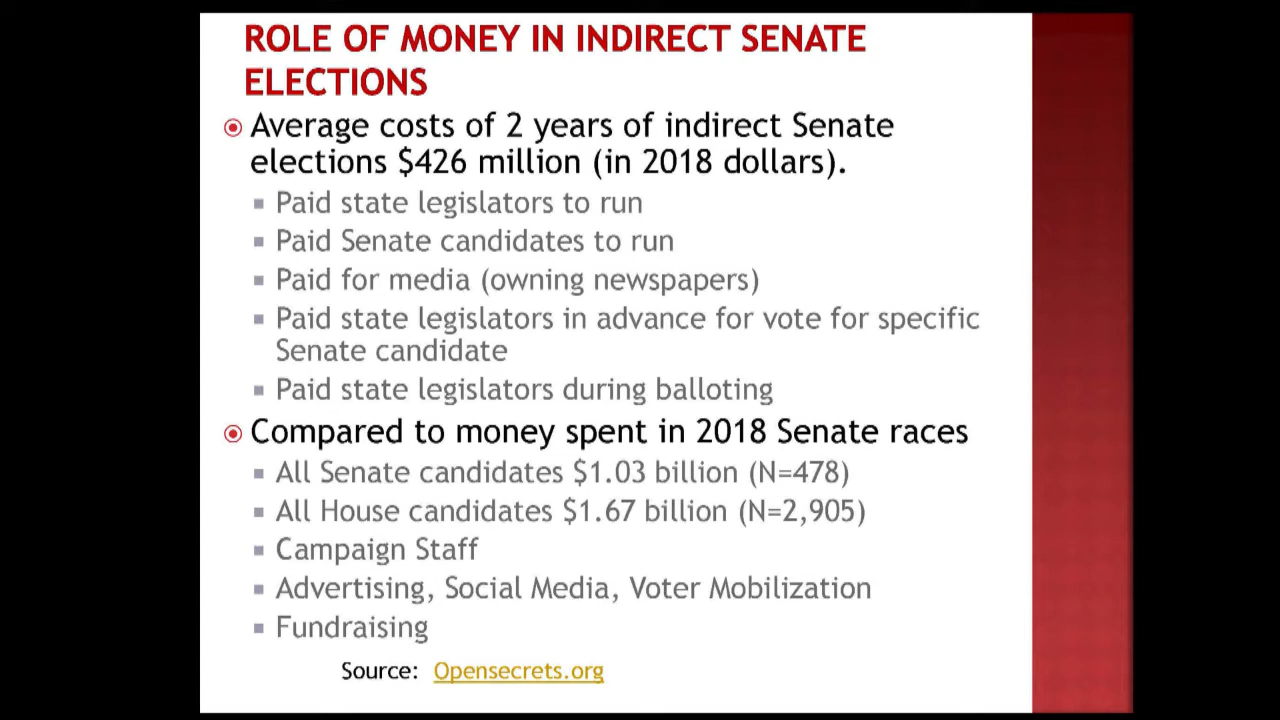 ROLE OF MONEY IN INDIRECT SENATE
ELECTIONS
Average costs of 2 years of indirect Senate
elections $426 million (in 2018 dollars).
Paid state legislators to run
Paid Senate candidates to run
Paid for media (owning newspapers)
Paid state legislators in advance for vote for specific
Senate candidate
Paid state legislators during balloting
Compared to money spent in 2018 Senate races
All Senate candidates $1.03 billion (N=478)
All House candidates $1.67 billion (N=2,905)
Campaign Staff
Advertising, Social Media, Voter Mobilization
Fundraising
Source: Opensecrets.org